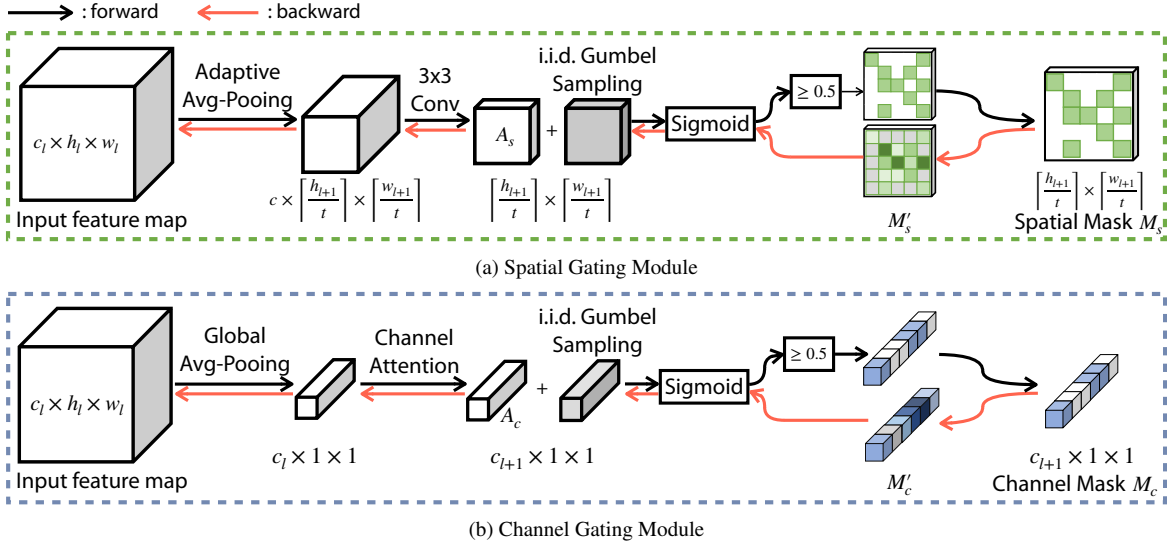 : forward : backward
Adaptive
Avg-Pooing
3x3
Conv
i.i.d. Gumbel
Sampling
≥ 0.5
c_l × h_l × w_l
A_s
+
Sigmoid
c × ⌈h_{l+1}/t⌉ × ⌈w_{l+1}/t⌉
⌈h_{l+1}/t⌉ × ⌈w_{l+1}/t⌉
⌈h_{l+1}/t⌉ × ⌈w_{l+1}/t⌉
Input feature map
M'_s
Spatial Mask M_s
(a) Spatial Gating Module
Global
Avg-Pooing
Channel
Attention
i.i.d. Gumbel
Sampling
≥ 0.5
c_l × h_l × w_l
A_c
+
Sigmoid
c_l × 1 × 1
c_{l+1} × 1 × 1
c_{l+1} × 1 × 1
Input feature map
M'_c
Channel Mask M_c
(b) Channel Gating Module